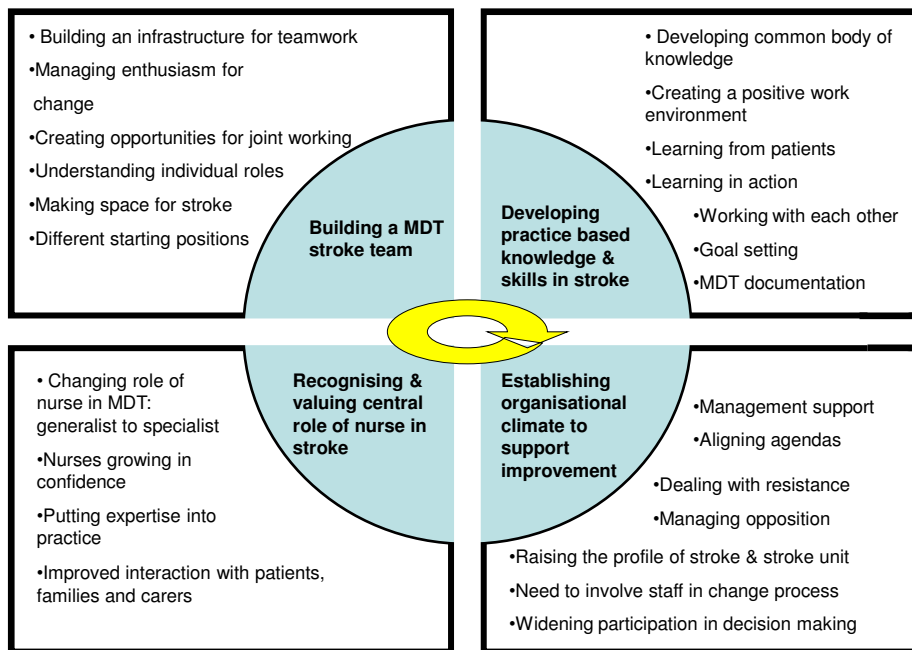 • Building an infrastructure for teamwork
•Managing enthusiasm for
change
•Creating opportunities for joint working
•Understanding individual roles
•Making space for stroke
•Different starting positions
Building a MDT
stroke team
• Developing common body of
knowledge
•Creating a positive work
environment
•Learning from patients
•Learning in action
•Working with each other
•Goal setting
•MDT documentation
Developing
practice based
knowledge &
skills in stroke
• Changing role of
nurse in MDT:
generalist to specialist
•Nurses growing in
confidence
•Putting expertise into
practice
•Improved interaction with patients,
families and carers
Recognising &
valuing central
role of nurse in
stroke
Establishing
organisational
climate to
support
improvement
•Management support
•Aligning agendas
•Dealing with resistance
•Managing opposition
•Raising the profile of stroke & stroke unit
•Need to involve staff in change process
•Widening participation in decision making